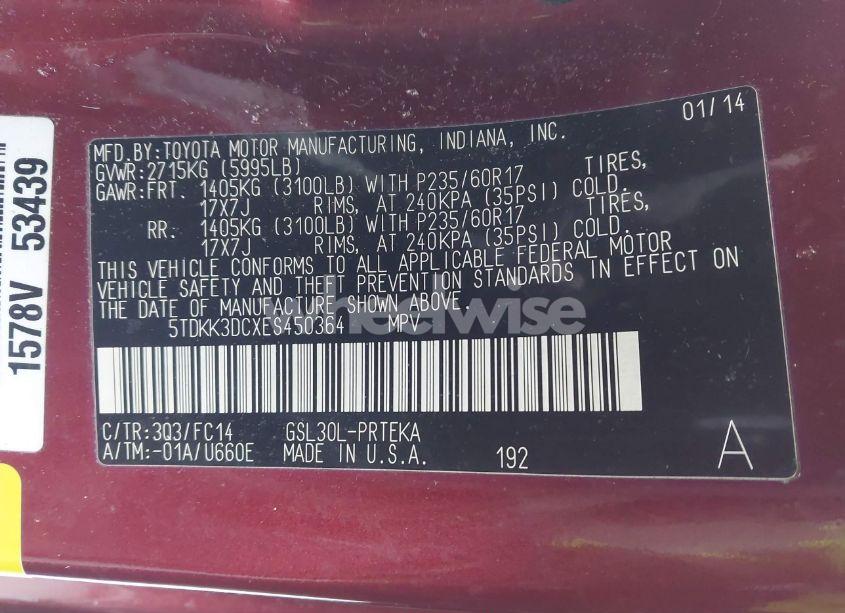 01/14
MFD.BY:TOYOTA MOTOR MANUFACTURING, INDIANA, INC.
GVWR:2715KG (5995LB)
GAWR:FRT. 1405KG (3100LB) WITH P235/60R17 TIRES,
17X7J RIMS, AT 240KPA (35PSI) COLD.
RR. 1405KG (3100LB) WITH P235/60R17 TIRES,
17X7J RIMS, AT 240KPA (35PSI) COLD.
THIS VEHICLE CONFORMS TO ALL APPLICABLE FEDERAL MOTOR
VEHICLE SAFETY AND THEFT PREVENTION STANDARDS IN EFFECT ON
THE DATE OF MANUFACTURE SHOWN ABOVE.
5TDKK3DCXES450364 MPV
wheelwise
C/TR:3Q3/FC14 GSL30L-PRTEKA
A/TM:-01A/U660E MADE IN U.S.A. 192 A
1578V 53439